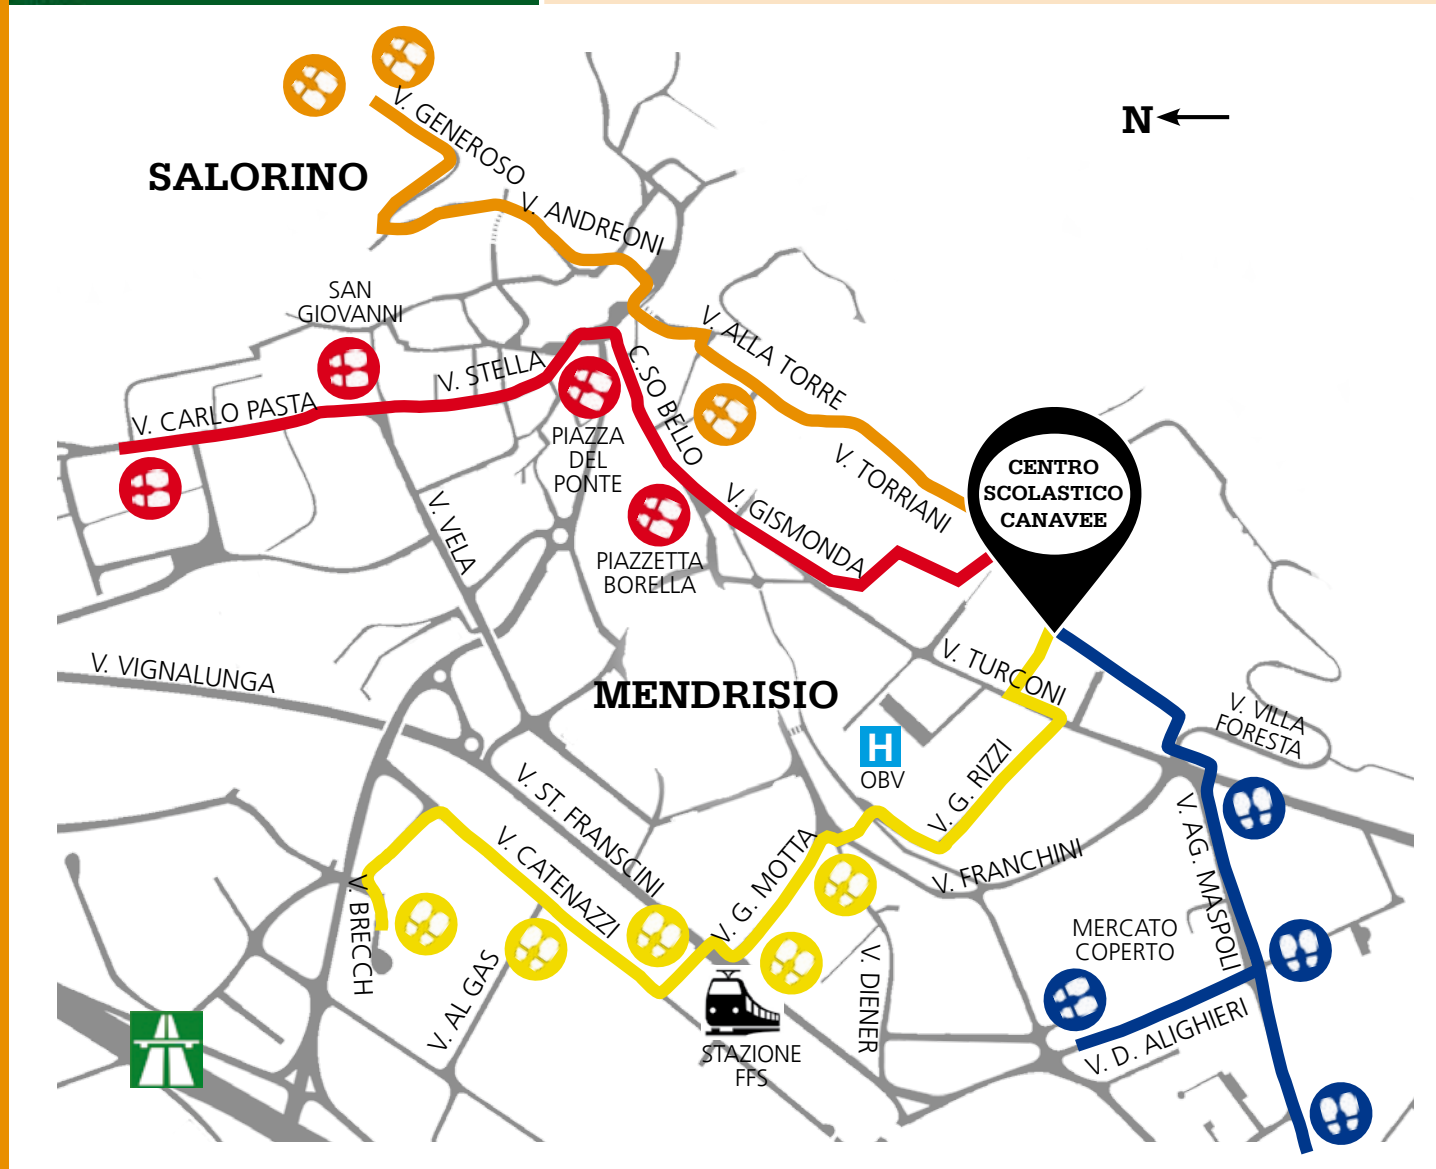 N
V. GENEROSO
SALORINO
V. ANDREONI
SAN
GIOVANNI
V. ALLA TORRE
V. STELLA
C.SO BELLO
V. CARLO PASTA
PIAZZA
DEL
PONTE
V. TORRIANI
CENTRO
SCOLASTICO
CANAVEE
V. GISMONDA
V. VELA
PIAZZETTA
BORELLA
V. VIGNALUNGA
MENDRISIO
V. TURCONI
V. VILLA
FORESTA
H
OBV
V. G. RIZZI
V. ST. FRANSCINI
V. CATENAZZI
V. G. MOTTA
V. FRANCHINI
V. AG. MASPOLI
V. BRECCH
MERCATO
COPERTO
V. AL GAS
V. DIENER
V. D. ALIGHIERI
STAZIONE
FFS